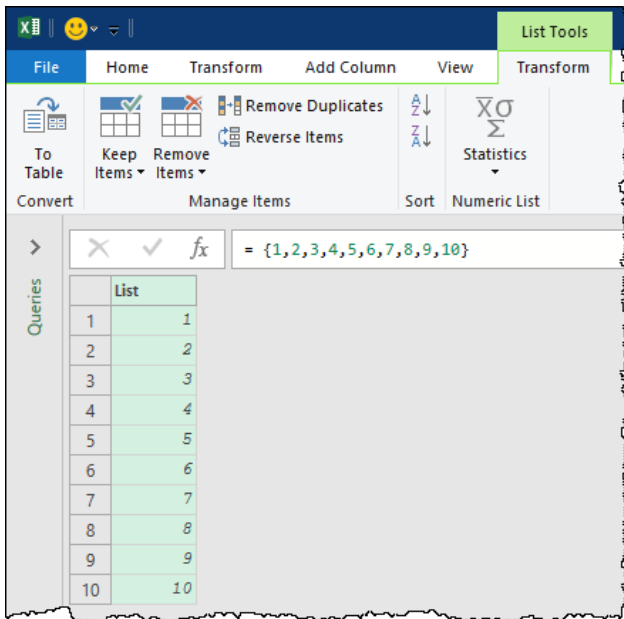 List Tools
File Home Transform Add Column View Transform
To Table
Keep Items
Remove Items
Remove Duplicates
Reverse Items
A Z
Z A
X̄σ
Σ
Statistics
Convert Manage Items Sort Numeric List
fx = {1,2,3,4,5,6,7,8,9,10}
Queries
List
1 1
2 2
3 3
4 4
5 5
6 6
7 7
8 8
9 9
10 10